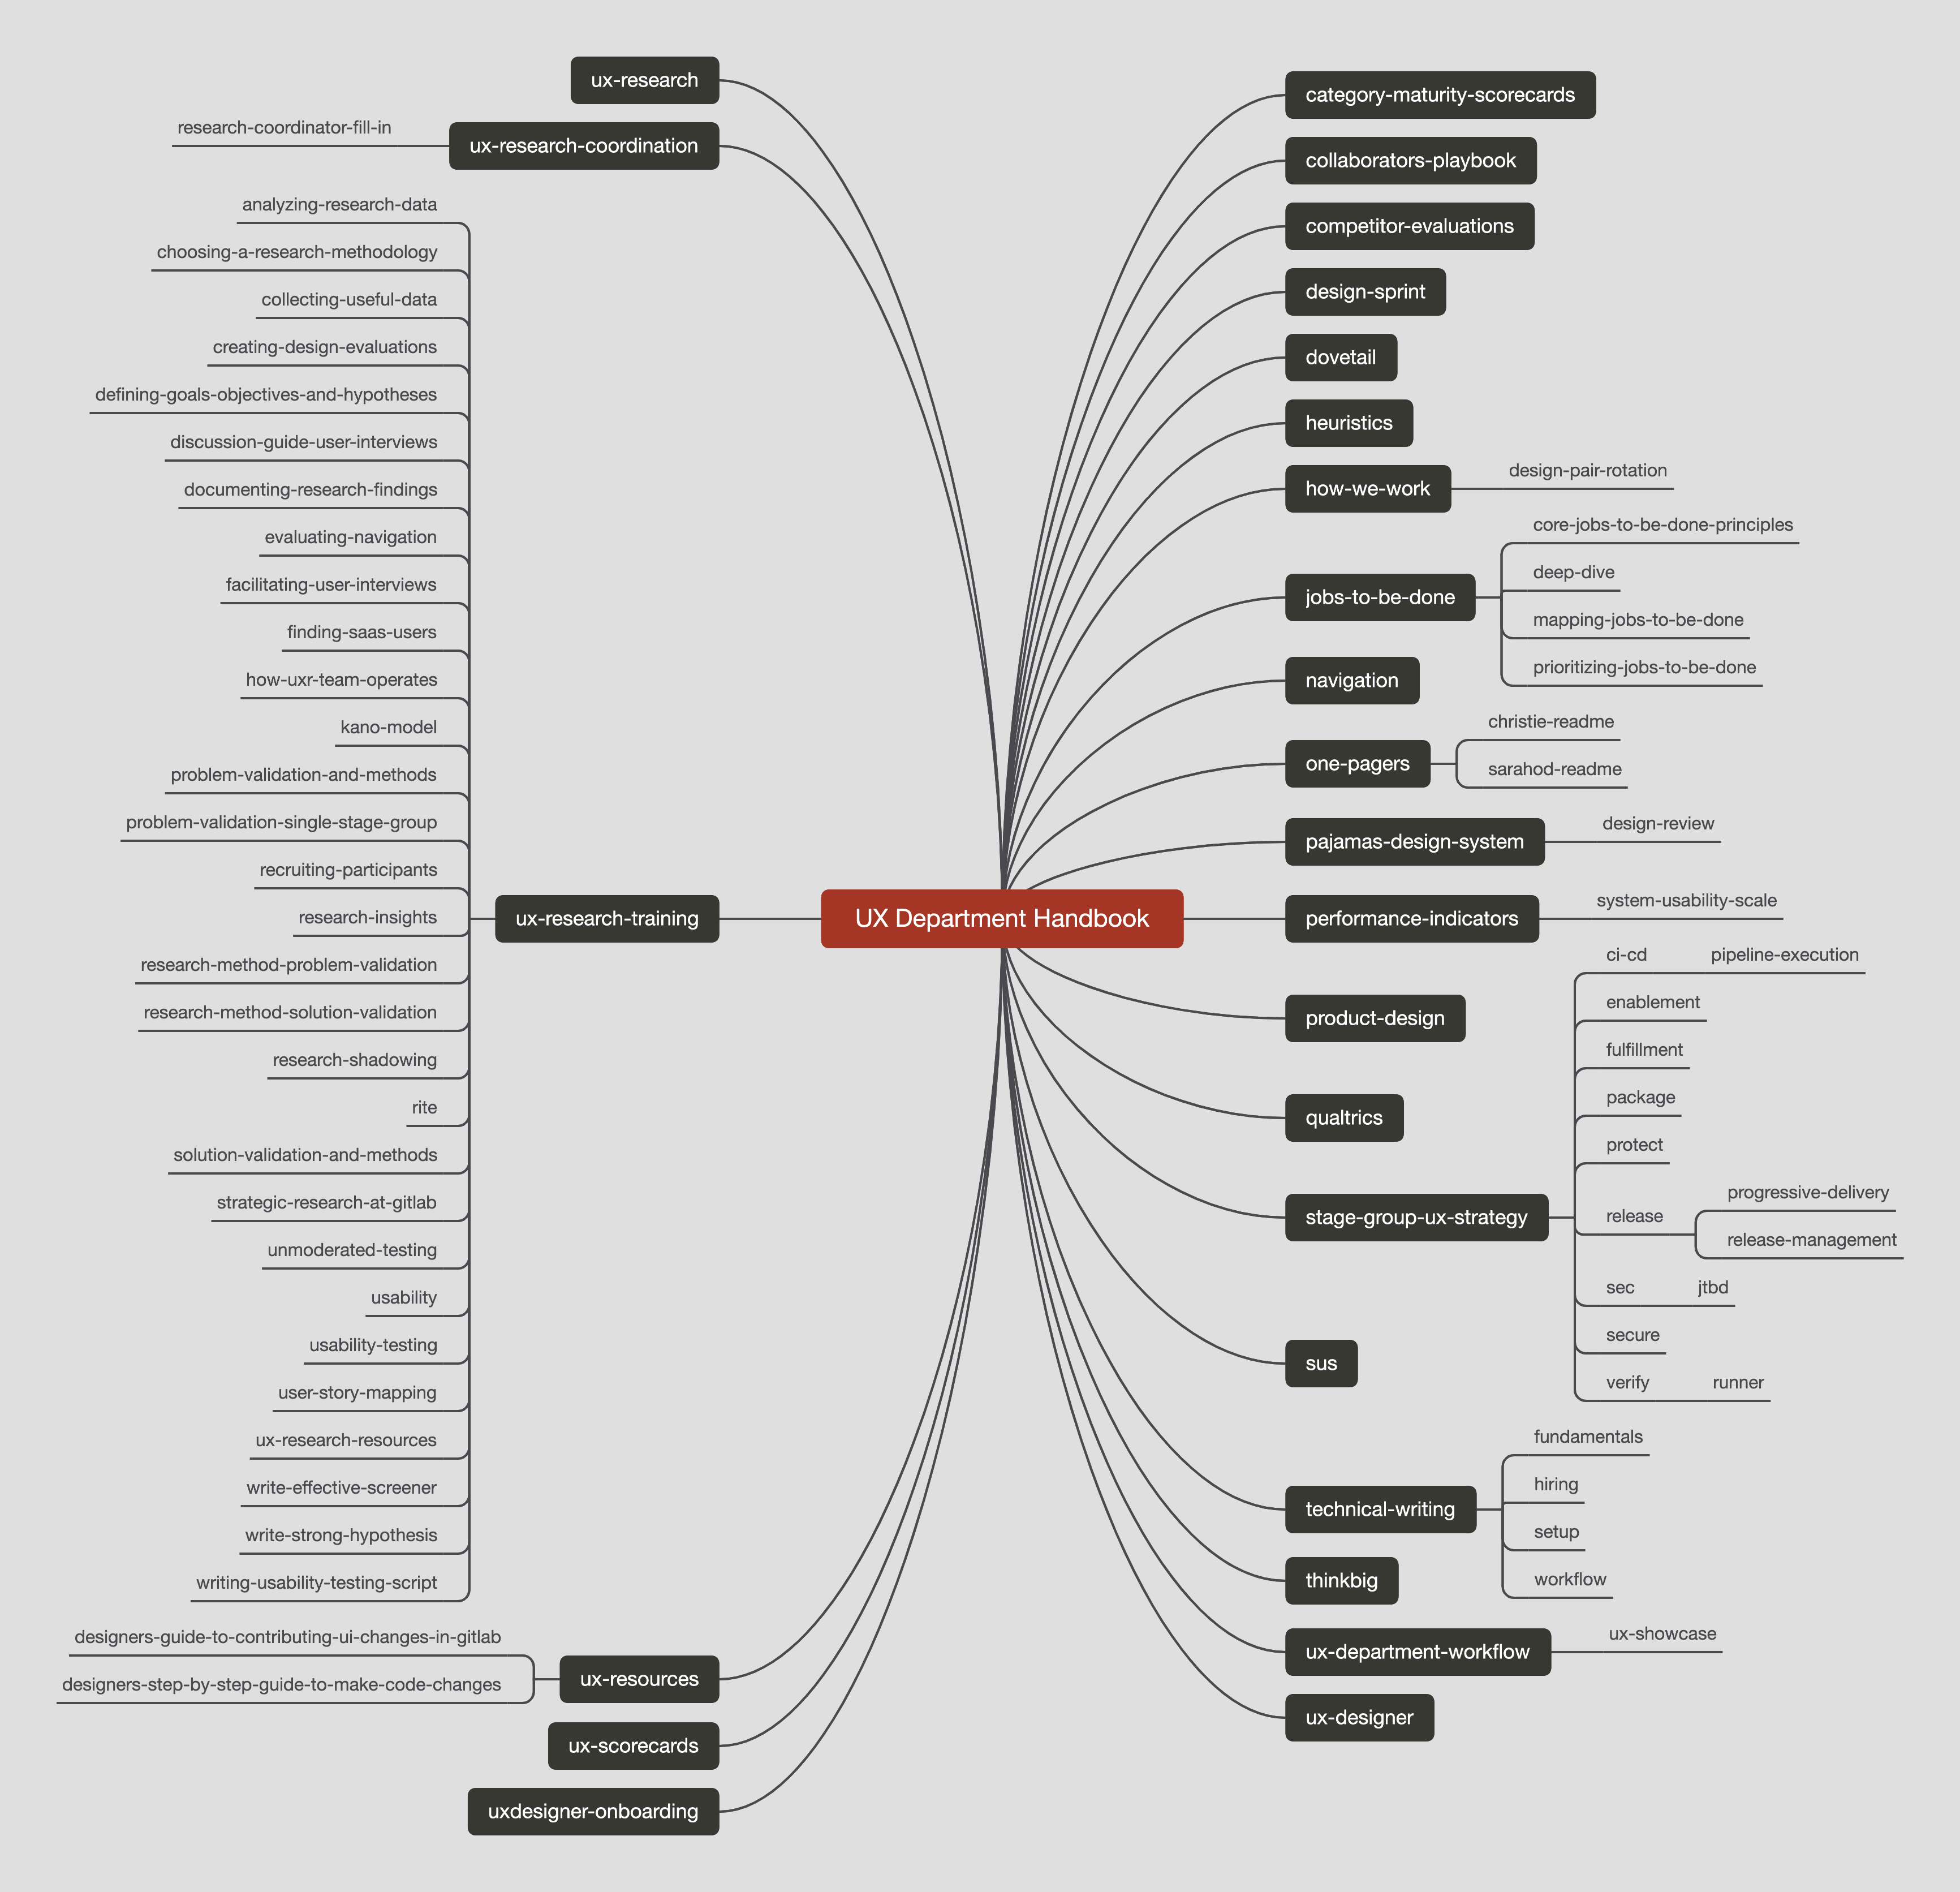 UX Department Handbook
ux-research
ux-research-coordination
research-coordinator-fill-in
ux-research-training
analyzing-research-data
choosing-a-research-methodology
collecting-useful-data
creating-design-evaluations
defining-goals-objectives-and-hypotheses
discussion-guide-user-interviews
documenting-research-findings
evaluating-navigation
facilitating-user-interviews
finding-saas-users
how-uxr-team-operates
kano-model
problem-validation-and-methods
problem-validation-single-stage-group
recruiting-participants
research-insights
research-method-problem-validation
research-method-solution-validation
research-shadowing
rite
solution-validation-and-methods
strategic-research-at-gitlab
unmoderated-testing
usability
usability-testing
user-story-mapping
ux-research-resources
write-effective-screener
write-strong-hypothesis
writing-usability-testing-script
ux-resources
designers-guide-to-contributing-ui-changes-in-gitlab
designers-step-by-step-guide-to-make-code-changes
ux-scorecards
uxdesigner-onboarding
category-maturity-scorecards
collaborators-playbook
competitor-evaluations
design-sprint
dovetail
heuristics
how-we-work
design-pair-rotation
jobs-to-be-done
core-jobs-to-be-done-principles
deep-dive
mapping-jobs-to-be-done
prioritizing-jobs-to-be-done
navigation
one-pagers
christie-readme
sarahod-readme
pajamas-design-system
design-review
performance-indicators
system-usability-scale
product-design
qualtrics
stage-group-ux-strategy
ci-cd
pipeline-execution
enablement
fulfillment
package
protect
release
progressive-delivery
release-management
sec
jtbd
secure
verify
runner
sus
technical-writing
fundamentals
hiring
setup
workflow
thinkbig
ux-department-workflow
ux-showcase
ux-designer